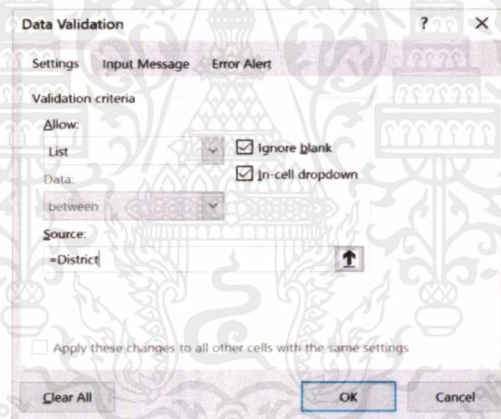 Data Validation ? ×
Settings Input Message Error Alert
Validation criteria
Allow:
List
Ignore blank
Data:
In-cell dropdown
between
Source:
=District
Apply these changes to all other cells with the same settings
Clear All OK Cancel